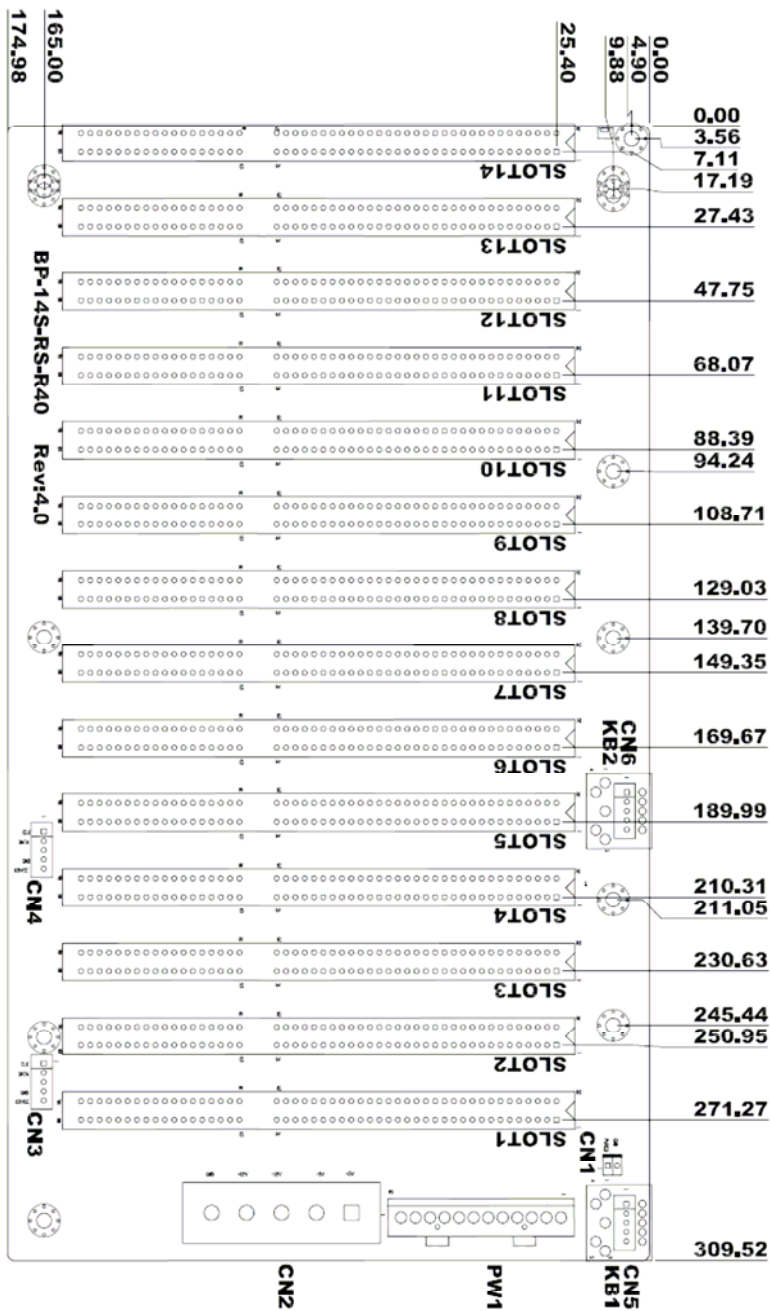 174.98
165.00
25.40
9.88
4.90
0.00
0.00
3.56
7.11
17.19
SLOT14
27.43
SLOT13
47.75
SLOT12
68.07
SLOT11
88.39
94.24
SLOT10
108.71
SLOT9
129.03
SLOT8
139.70
149.35
SLOT7
169.67
SLOT6
189.99
SLOT5
210.31
211.05
SLOT4
230.63
SLOT3
245.44
250.95
SLOT2
271.27
SLOT1
309.52
BP-14S-RS-R40 Rev:4.0
CN6
KB2
CN4
CN3
CN1
CN2
PW1
CN5
KB1